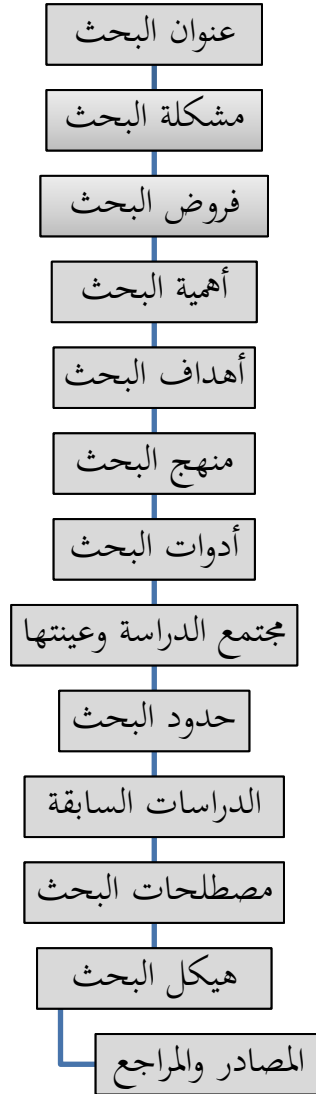 عنوان البحث
مشكلة البحث
فروض البحث
أهمية البحث
أهداف البحث
منهج البحث
أدوات البحث
مجتمع الدراسة وعينتها
حدود البحث
الدراسات السابقة
مصطلحات البحث
هيكل البحث
المصادر والمراجع